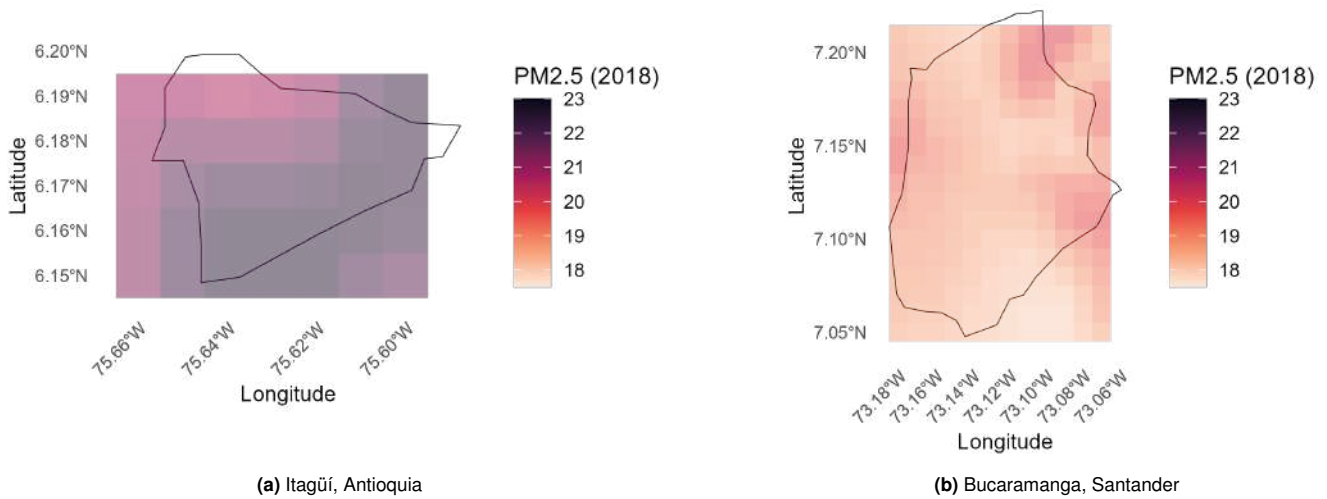 PM2.5 (2018)
23
22
21
20
19
18
Latitude
6.20°N
6.19°N
6.18°N
6.17°N
6.16°N
6.15°N
75.66°W
75.64°W
75.62°W
75.60°W
Longitude
(a) Itagüí, Antioquia
PM2.5 (2018)
23
22
21
20
19
18
Latitude
7.20°N
7.15°N
7.10°N
7.05°N
73.18°W
73.16°W
73.14°W
73.12°W
73.10°W
73.08°W
73.06°W
Longitude
(b) Bucaramanga, Santander